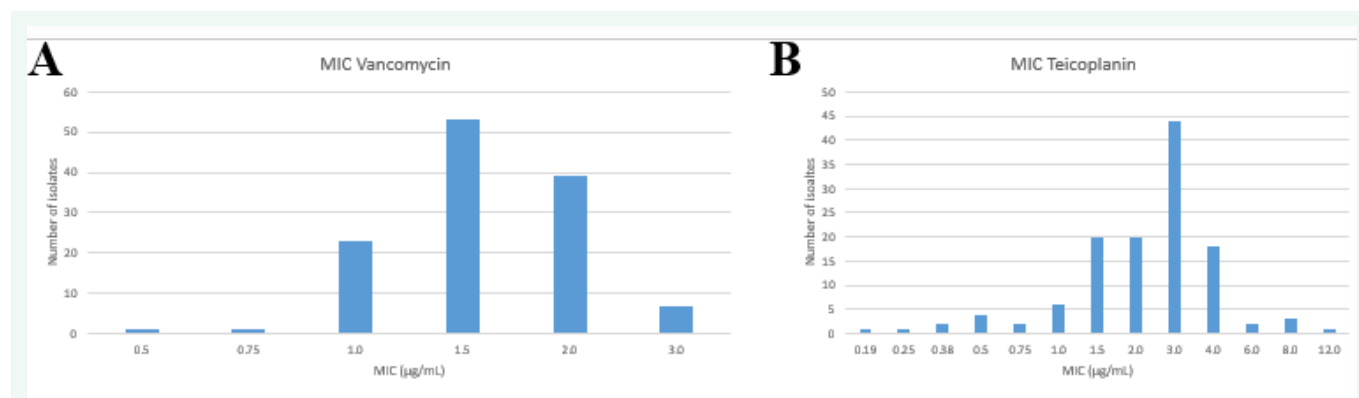 A
MIC Vancomycin
60
50
40
30
20
10
0
Number of isolates
0.5 0.75 1.0 1.5 2.0 3.0
MIC (µg/mL)
B
MIC Teicoplanin
50
45
40
35
30
25
20
15
10
5
0
Number of isoaltes
0.19 0.25 0.38 0.5 0.75 1.0 1.5 2.0 3.0 4.0 6.0 8.0 12.0
MIC (µg/mL)